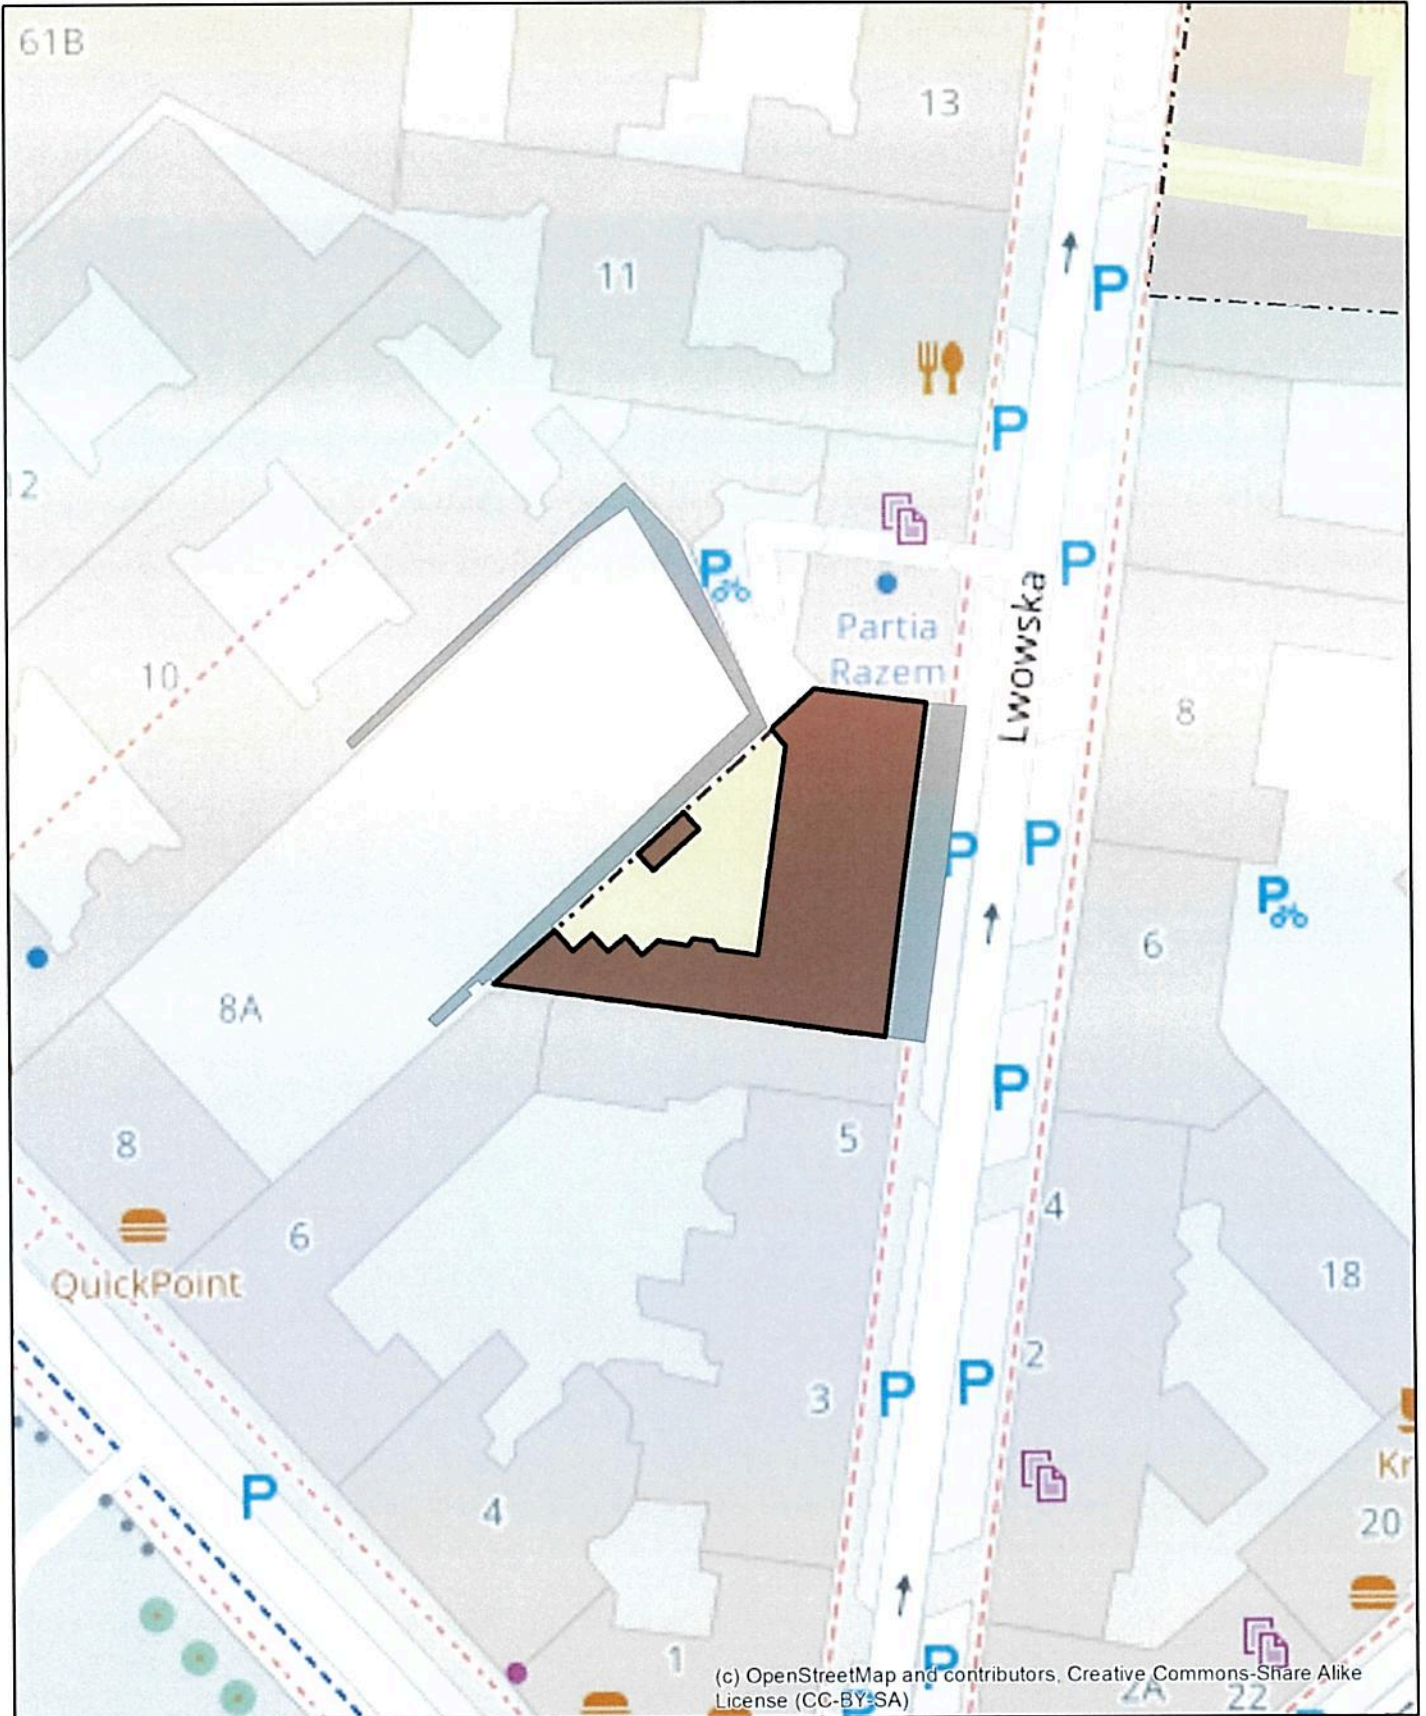 61B
13
11
P
P
12
P
P
Lwowska
Partia
Razem
10
8
P
P
P
6
8A
P
8
5
6
4
QuickPoint
18
2
P
P
3
Kr
P
4
20
1
P
(c) OpenStreetMap and contributors, Creative Commons-Share Alike
License (CC-BY-SA)
2A
22